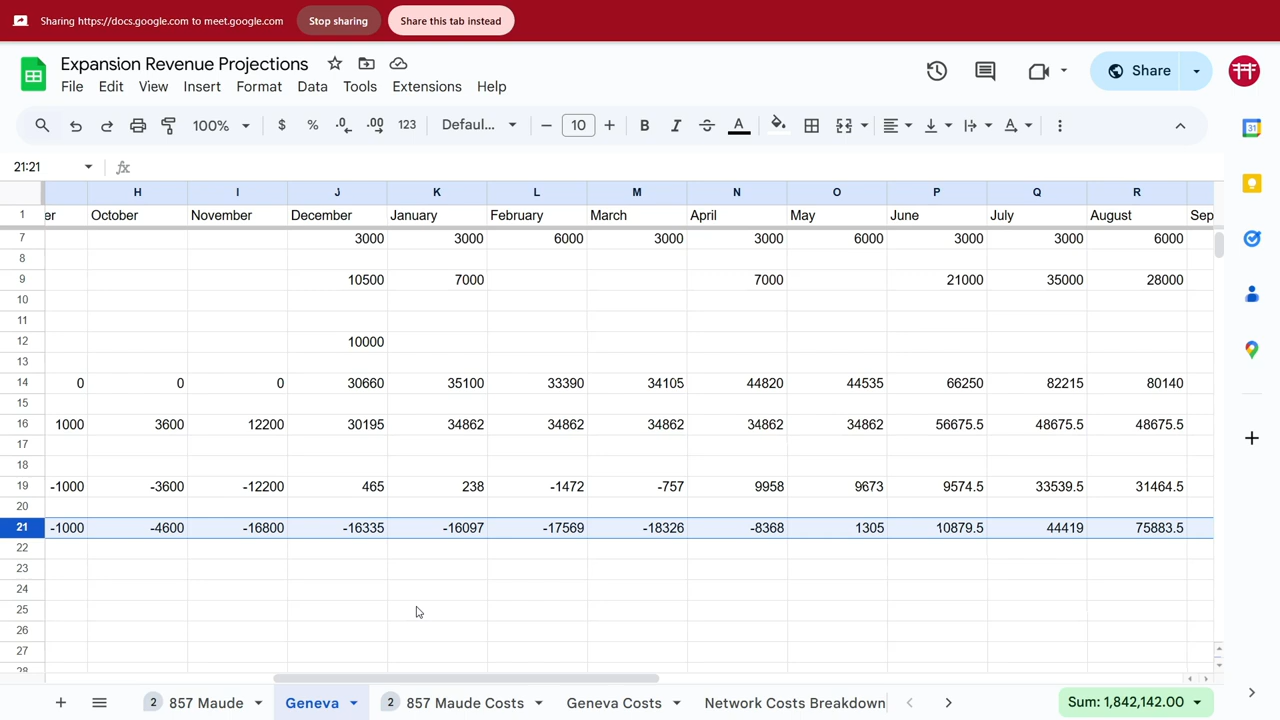 Sharing https://docs.google.com to meet.google.com Stop sharing Share this tab instead
Expansion Revenue Projections
File Edit View Insert Format Data Tools Extensions Help
Share
100% $ % .0 .00 123 Defaul... 10 B I A A
31
21:21 fx
H I J K L M N O P Q R
1 er October November December January February March April May June July August Sep
7 3000 3000 6000 3000 3000 6000 3000 3000 6000
8
9 10500 7000 7000 21000 35000 28000
10
11
12 10000
13
14 0 0 0 30660 35100 33390 34105 44820 44535 66250 82215 80140
15
16 1000 3600 12200 30195 34862 34862 34862 34862 34862 56675.5 48675.5 48675.5
17
18
19 -1000 -3600 -12200 465 238 -1472 -757 9958 9673 9574.5 33539.5 31464.5
20
21 -1000 -4600 -16800 -16335 -16097 -17569 -18326 -8368 1305 10879.5 44419 75883.5
22
23
24
25
26
27
28
2 857 Maude Geneva 2 857 Maude Costs Geneva Costs Network Costs Breakdown Sum: 1,842,142.00